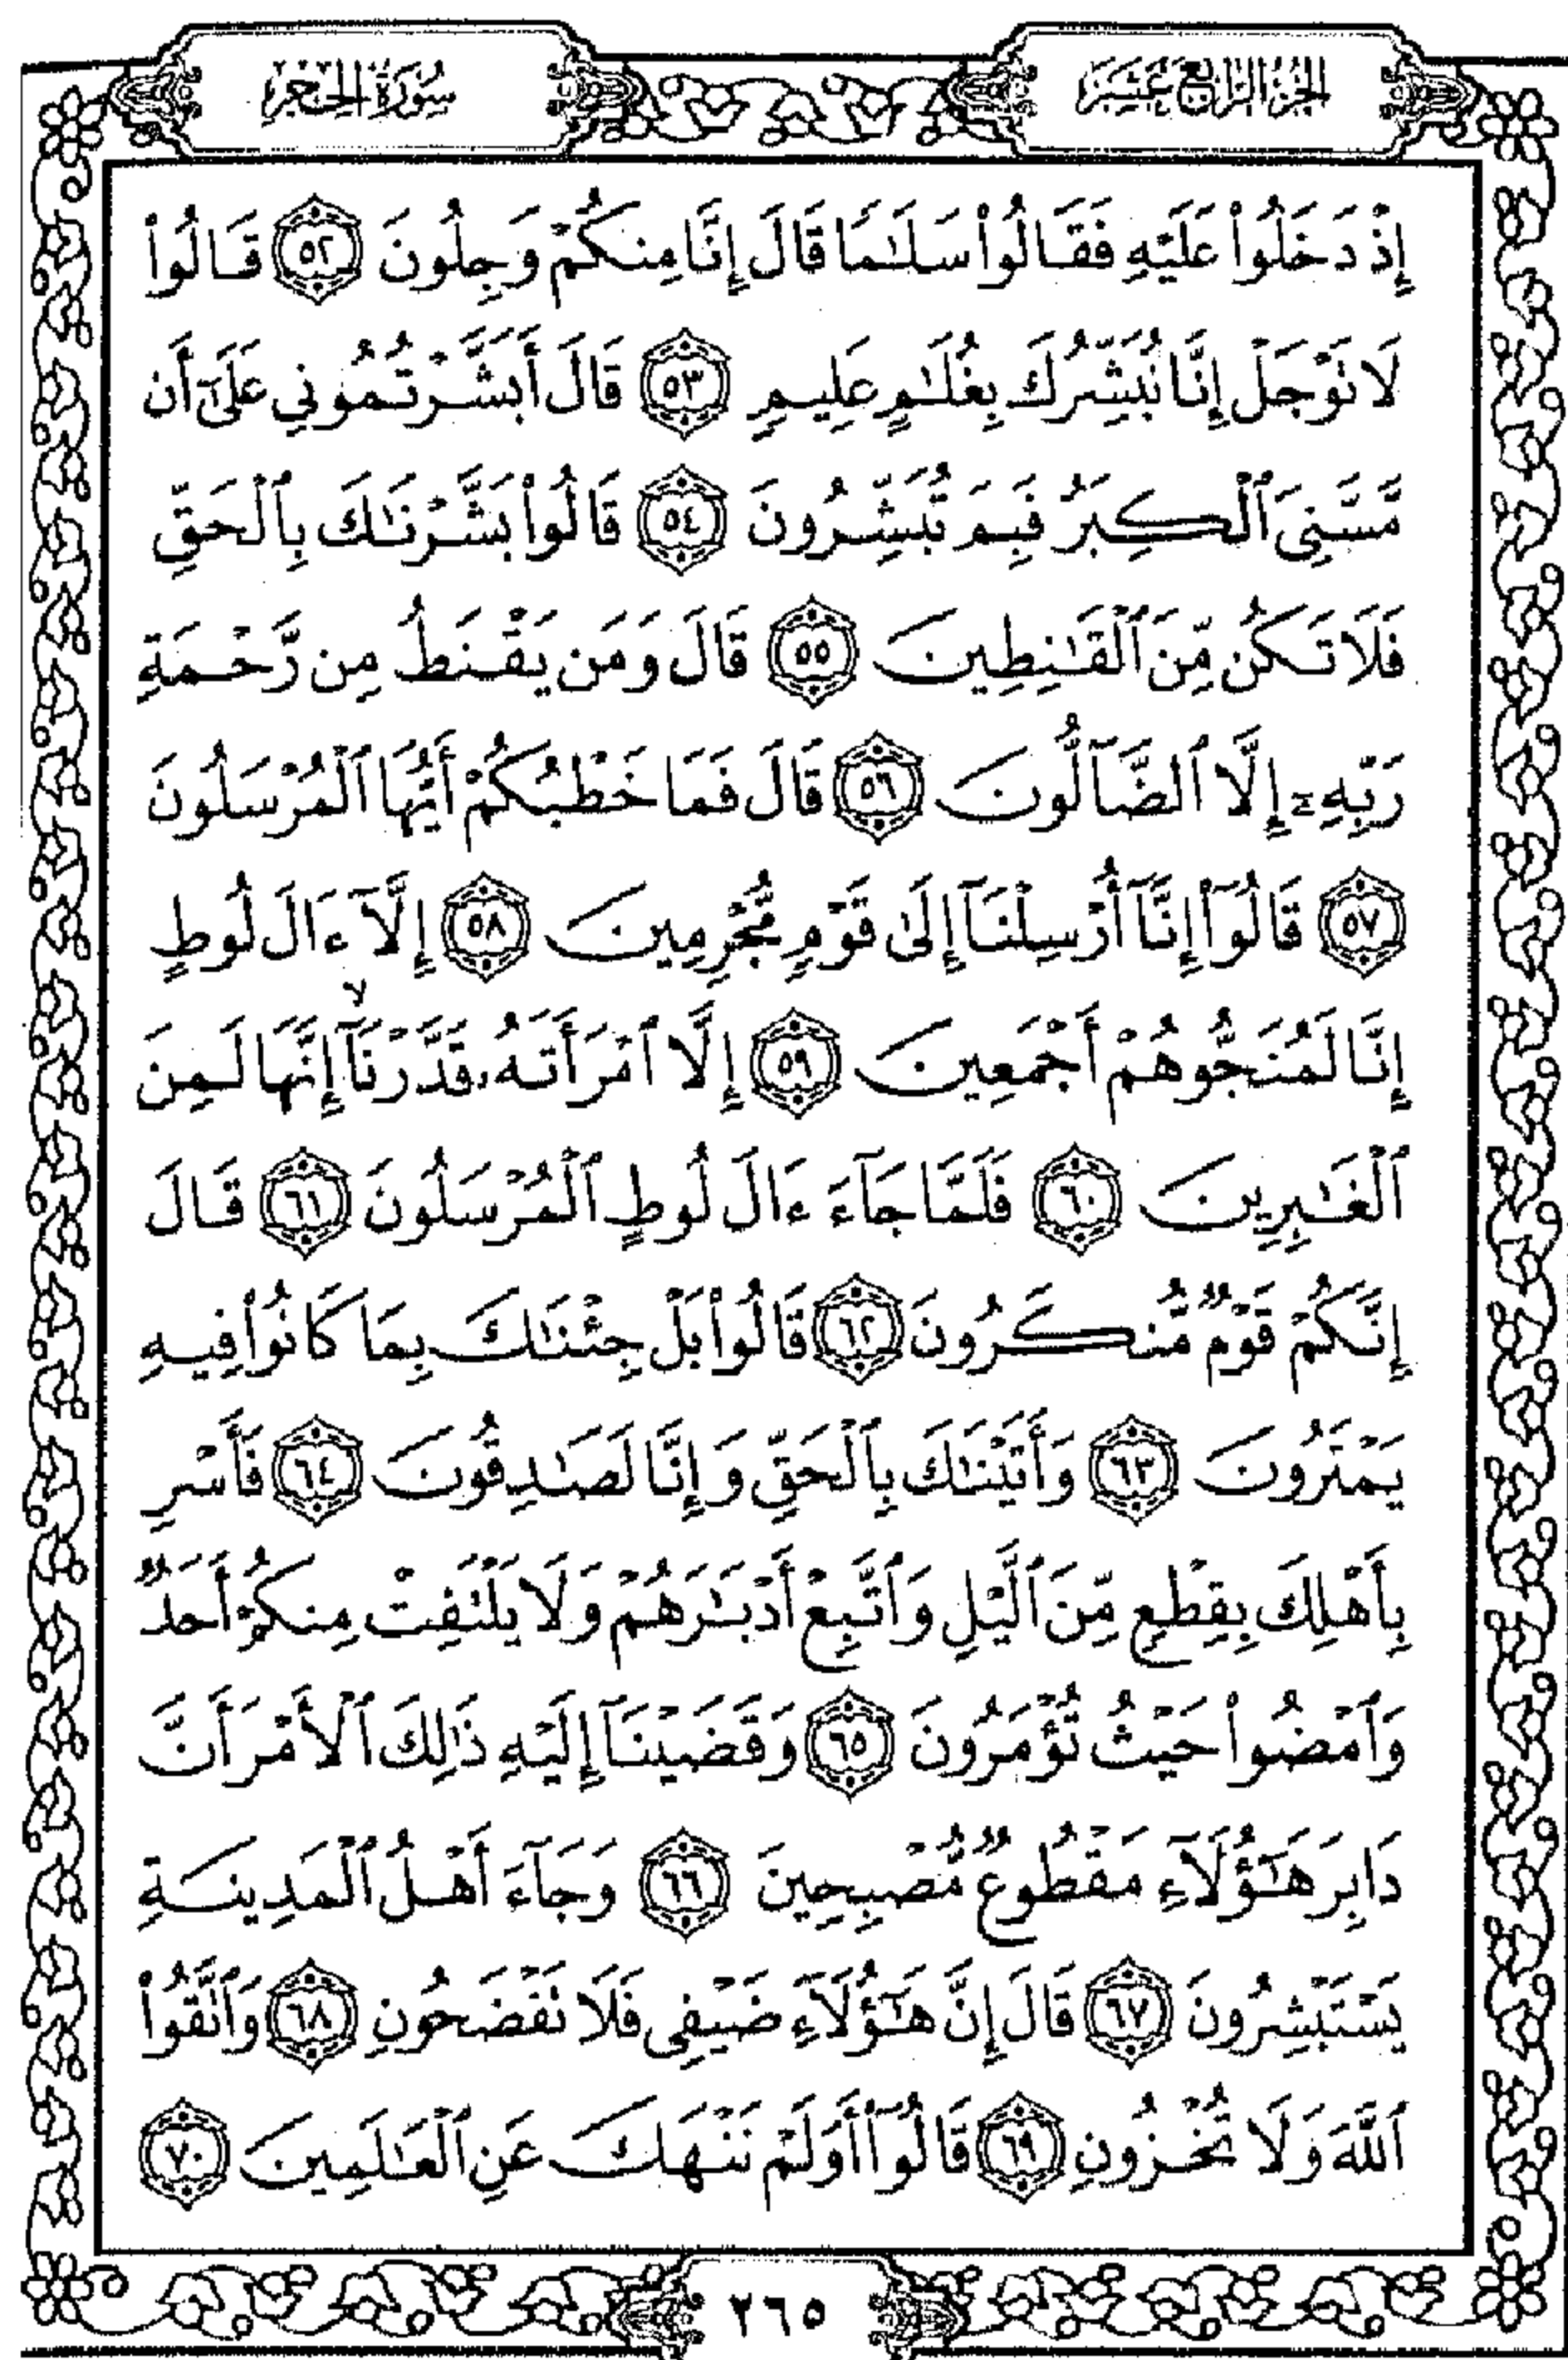 الجزء الرابع عشر
سورة الحجر
إِذْ دَخَلُوا۟ عَلَيْهِ فَقَالُوا۟ سَلَـٰمًا قَالَ إِنَّا مِنكُمْ وَجِلُونَ ٥٢ قَالُوا۟
لَا تَوْجَلْ إِنَّا نُبَشِّرُكَ بِغُلَـٰمٍ عَلِيمٍ ٥٣ قَالَ أَبَشَّرْتُمُونِى عَلَىٰٓ أَن
مَّسَّنِىَ ٱلْكِبَرُ فَبِمَ تُبَشِّرُونَ ٥٤ قَالُوا۟ بَشَّرْنَـٰكَ بِٱلْحَقِّ
فَلَا تَكُن مِّنَ ٱلْقَـٰنِطِينَ ٥٥ قَالَ وَمَن يَقْنَطُ مِن رَّحْمَةِ
رَبِّهِۦٓ إِلَّا ٱلضَّآلُّونَ ٥٦ قَالَ فَمَا خَطْبُكُمْ أَيُّهَا ٱلْمُرْسَلُونَ
٥٧ قَالُوٓا۟ إِنَّآ أُرْسِلْنَآ إِلَىٰ قَوْمٍ مُّجْرِمِينَ ٥٨ إِلَّآ ءَالَ لُوطٍ
إِنَّا لَمُنَجُّوهُمْ أَجْمَعِينَ ٥٩ إِلَّا ٱمْرَأَتَهُۥ قَدَّرْنَآ ۙ إِنَّهَا لَمِنَ
ٱلْغَـٰبِرِينَ ٦٠ فَلَمَّا جَآءَ ءَالَ لُوطٍ ٱلْمُرْسَلُونَ ٦١ قَالَ
إِنَّكُمْ قَوْمٌ مُّنكَرُونَ ٦٢ قَالُوا۟ بَلْ جِئْنَـٰكَ بِمَا كَانُوا۟ فِيهِ
يَمْتَرُونَ ٦٣ وَأَتَيْنَـٰكَ بِٱلْحَقِّ وَإِنَّا لَصَـٰدِقُونَ ٦٤ فَأَسْرِ
بِأَهْلِكَ بِقِطْعٍ مِّنَ ٱلَّيْلِ وَٱتَّبِعْ أَدْبَـٰرَهُمْ وَلَا يَلْتَفِتْ مِنكُمْ أَحَدٌ
وَٱمْضُوا۟ حَيْثُ تُؤْمَرُونَ ٦٥ وَقَضَيْنَآ إِلَيْهِ ذَٰلِكَ ٱلْأَمْرَ أَنَّ
دَابِرَ هَـٰٓؤُلَآءِ مَقْطُوعٌ مُّصْبِحِينَ ٦٦ وَجَآءَ أَهْلُ ٱلْمَدِينَةِ
يَسْتَبْشِرُونَ ٦٧ قَالَ إِنَّ هَـٰٓؤُلَآءِ ضَيْفِى فَلَا تَفْضَحُونِ ٦٨ وَٱتَّقُوا۟
ٱللَّهَ وَلَا تُخْزُونِ ٦٩ قَالُوٓا۟ أَوَلَمْ نَنْهَكَ عَنِ ٱلْعَـٰلَمِينَ ٧٠
٢٦٥